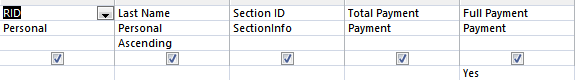 RID Last Name Section ID Total Payment Full Payment
Personal Personal SectionInfo Payment Payment
Ascending
Yes